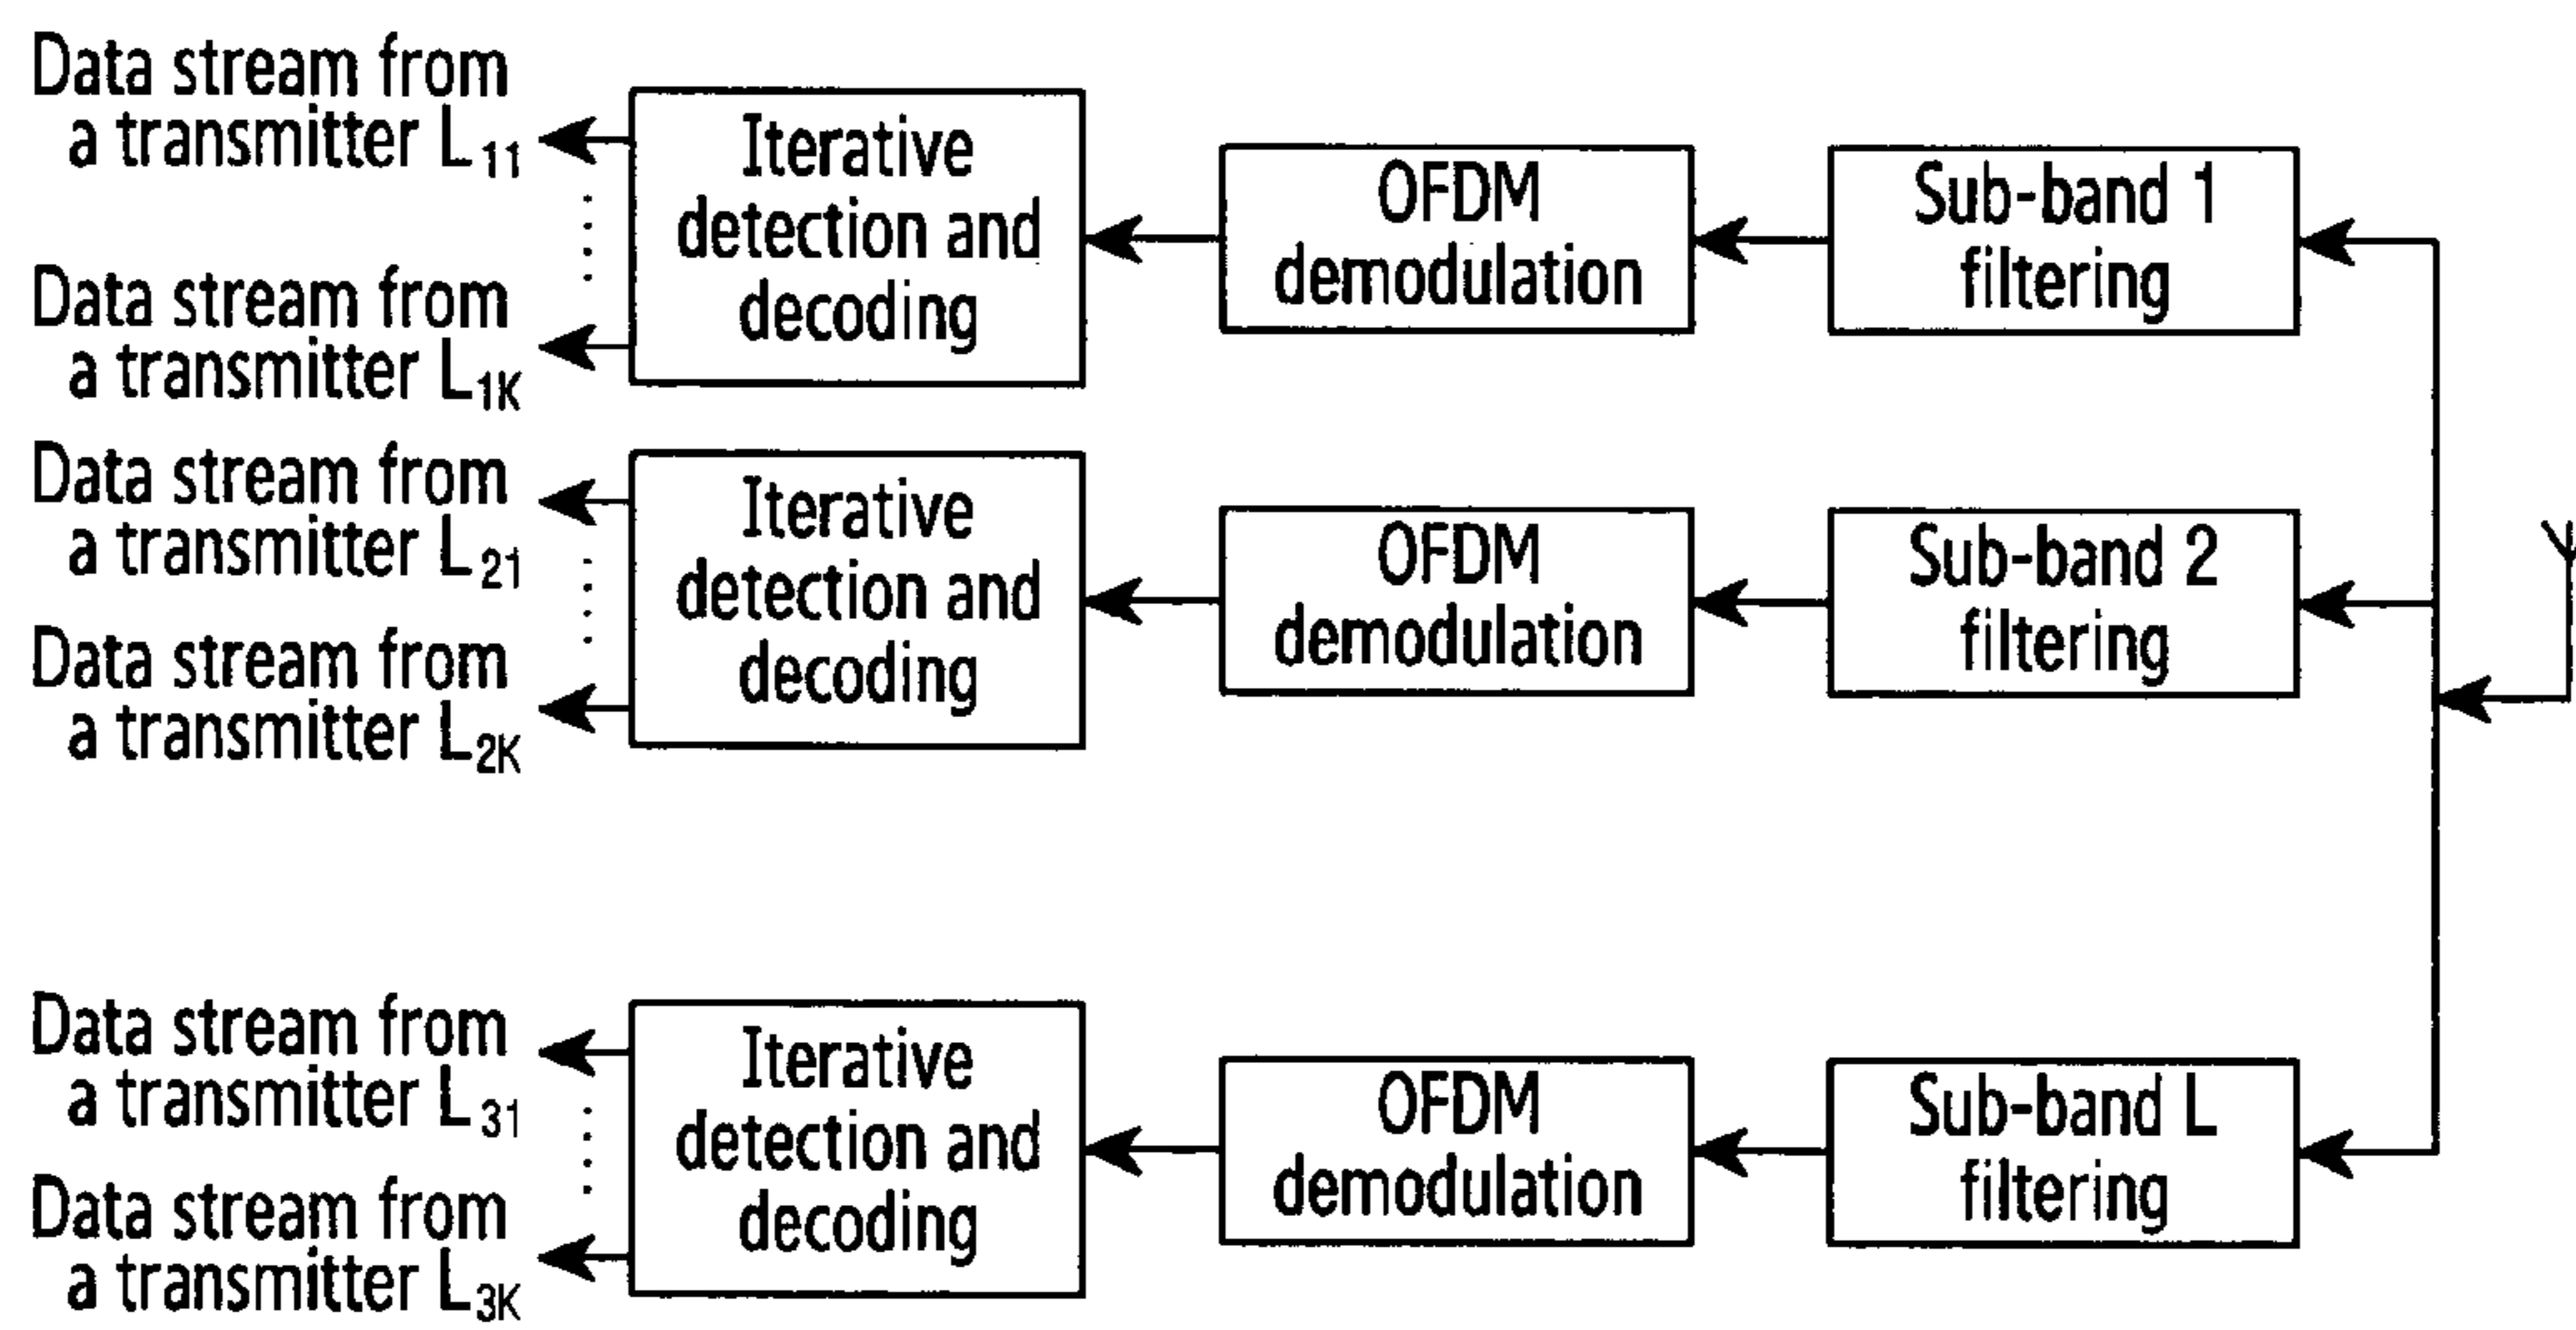 Data stream from
a transmitter L11
Data stream from
a transmitter L1K
Iterative
detection and
decoding
OFDM
demodulation
Sub-band 1
filtering
Data stream from
a transmitter L21
Data stream from
a transmitter L2K
Iterative
detection and
decoding
OFDM
demodulation
Sub-band 2
filtering
Data stream from
a transmitter L31
Data stream from
a transmitter L3K
Iterative
detection and
decoding
OFDM
demodulation
Sub-band L
filtering